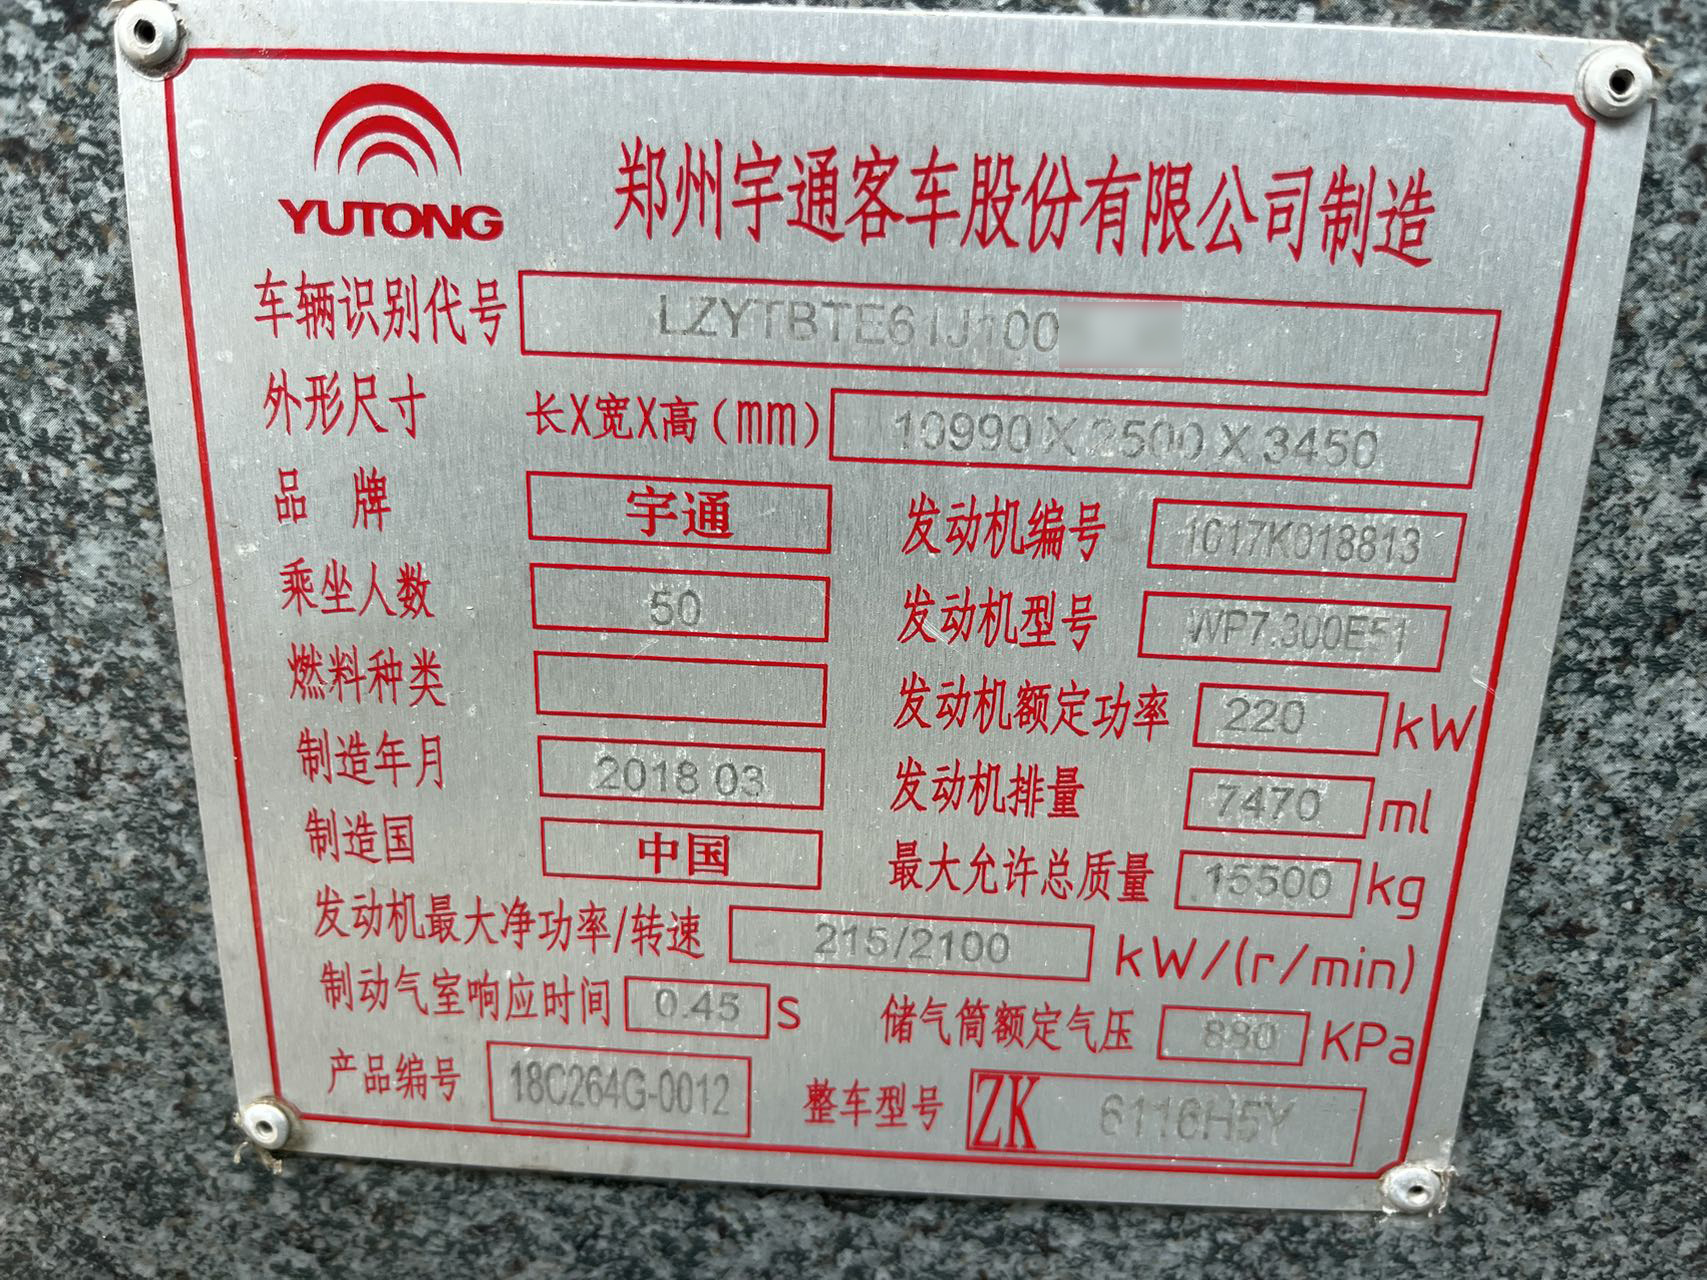 YUTONG
郑州宇通客车股份有限公司制造
车辆识别代号 LZYTBTE61J100
外形尺寸 长X宽X高(mm) 10990X2500X3450
品牌 宇通 发动机编号 1017K018813
乘坐人数 50 发动机型号 WP7.300E51
燃料种类 发动机额定功率 220 kW
制造年月 2018 03 发动机排量 7470 ml
制造国 中国 最大允许总质量 15500 kg
发动机最大净功率/转速 215/2100 kW/(r/min)
制动气室响应时间 0.45 S 储气筒额定气压 880 KPa
产品编号 18C264G-0012 整车型号 ZK 6116H5Y